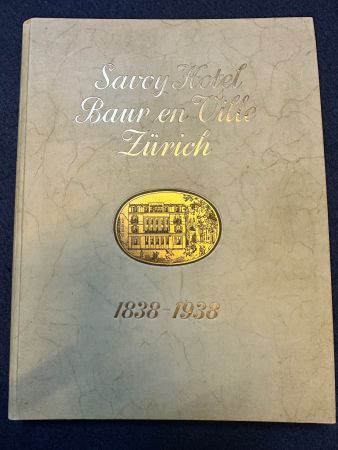 Savoy Hotel
Baur en Ville
Zürich
1838-1938